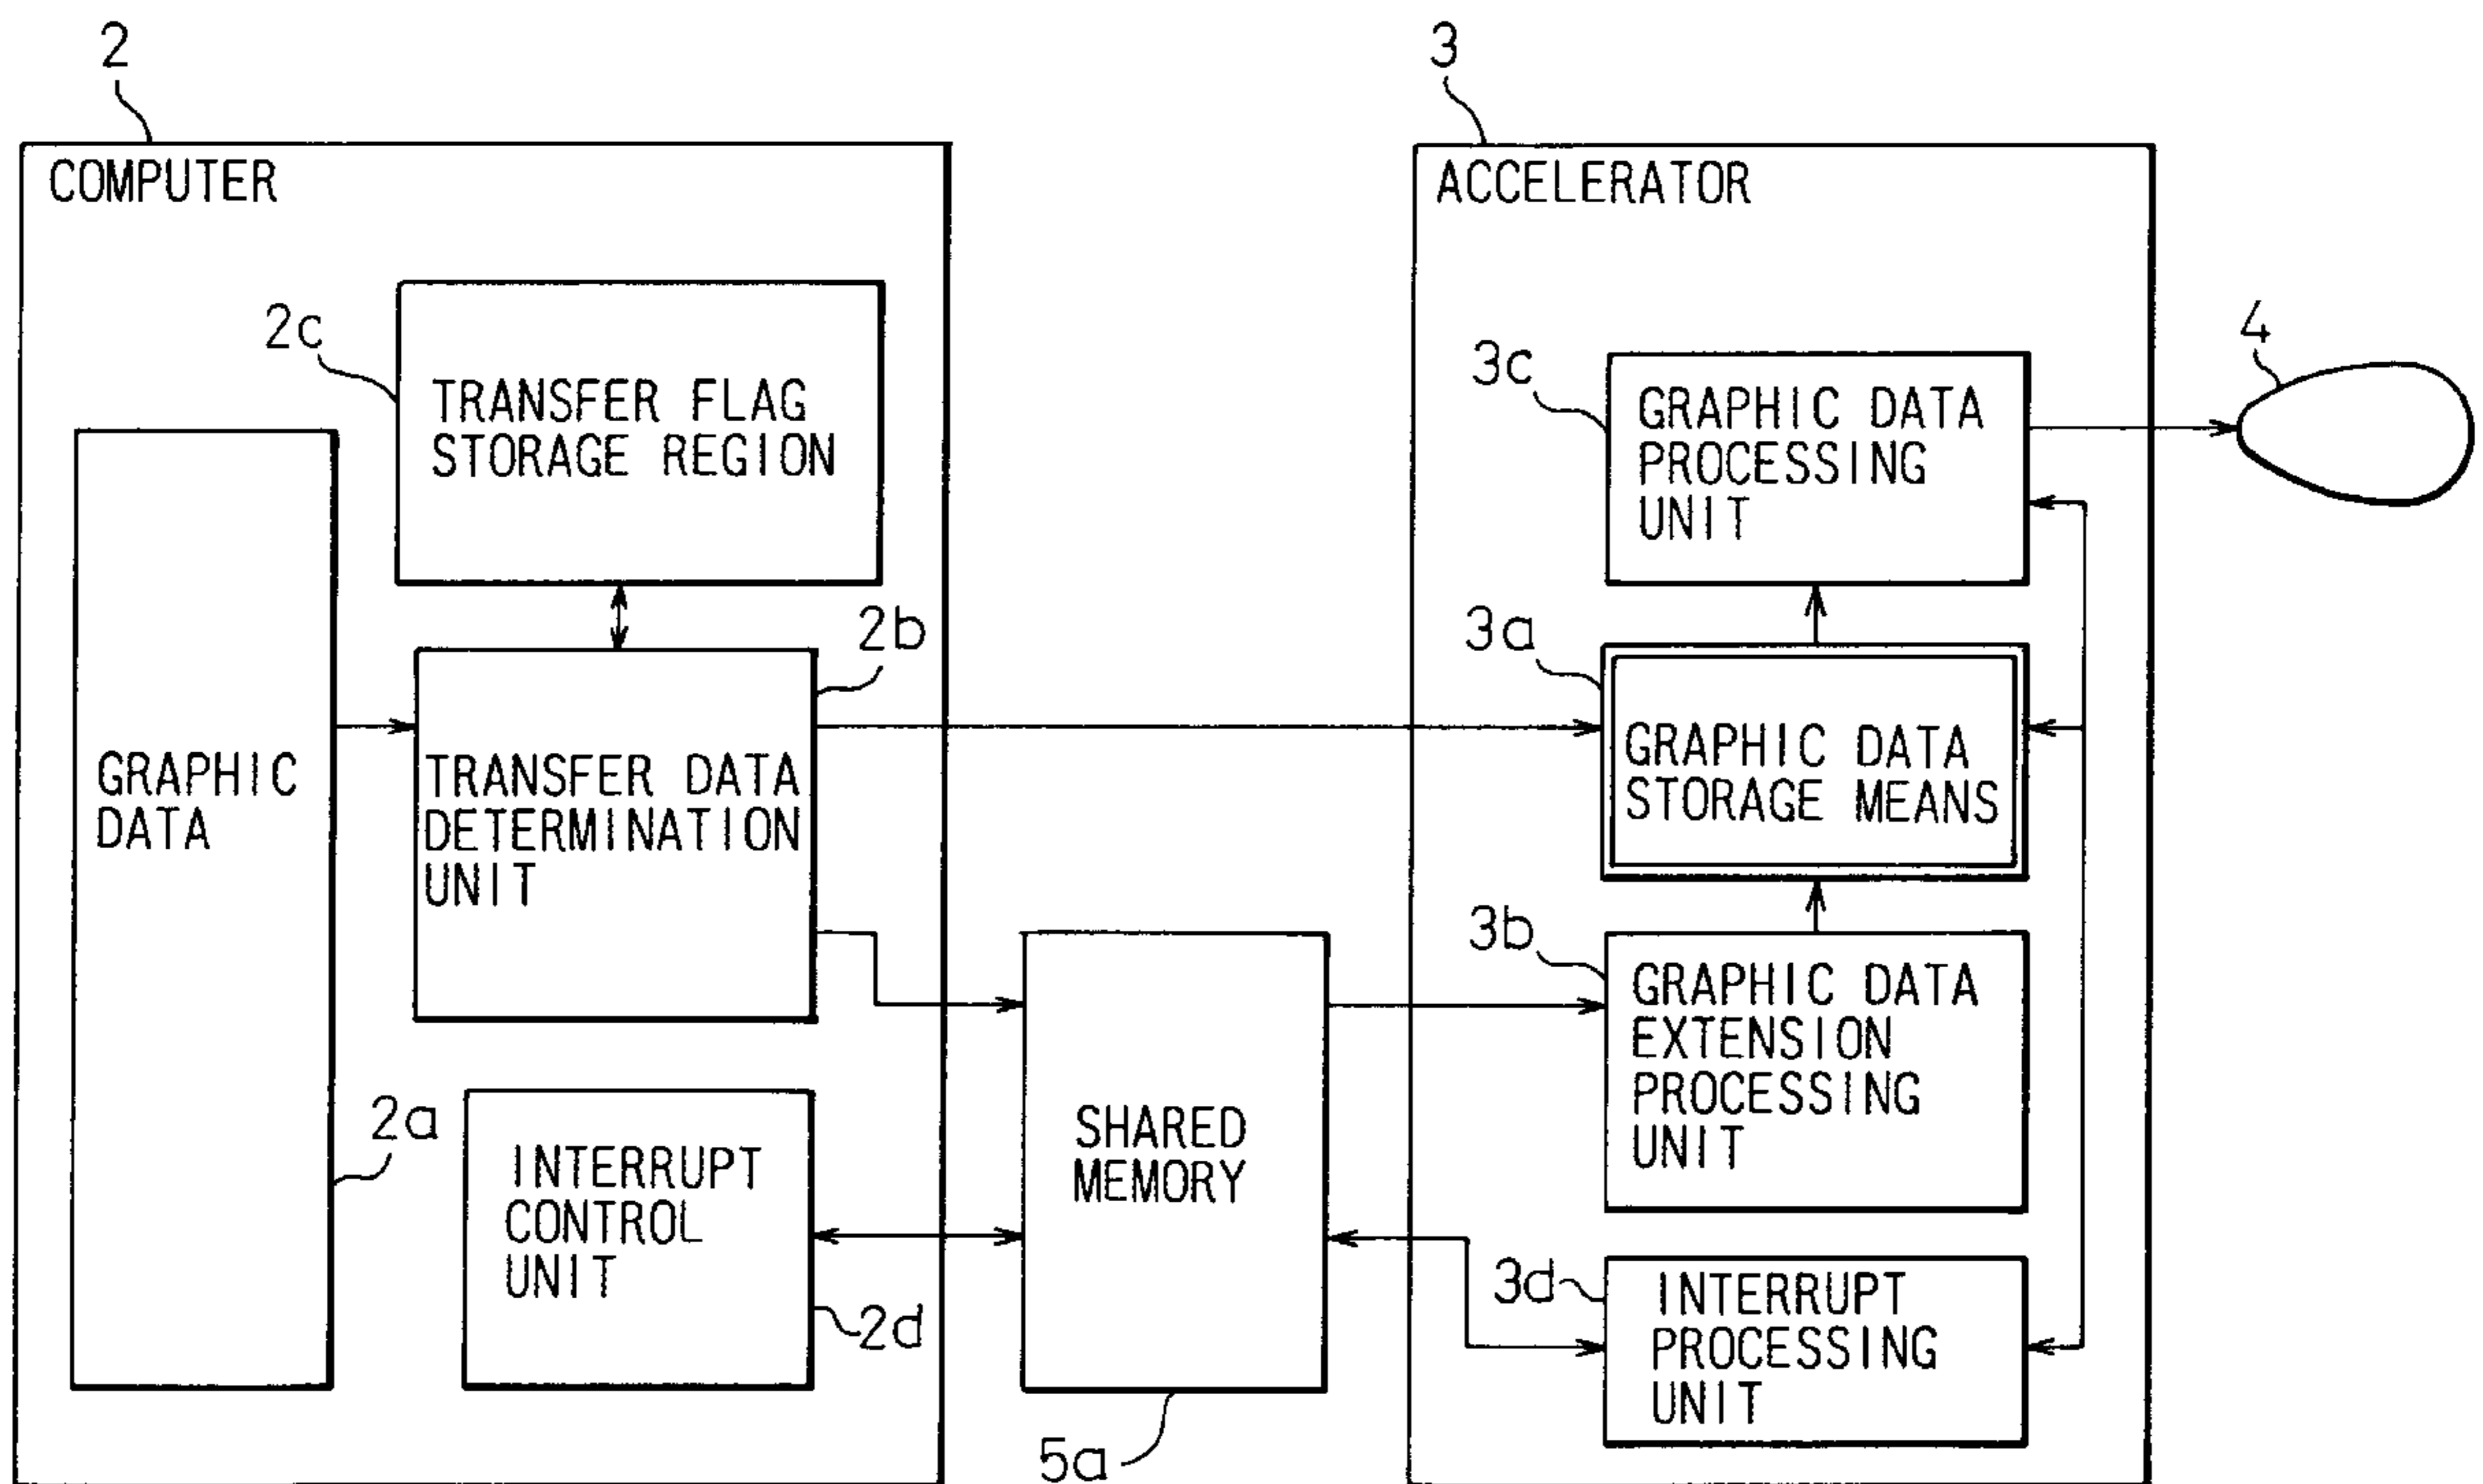 2
3
COMPUTER
ACCELERATOR
2c
TRANSFER FLAG
STORAGE REGION
3c
GRAPHIC DATA
PROCESSING
UNIT
4
2b
3a
GRAPHIC
DATA
TRANSFER DATA
DETERMINATION
UNIT
GRAPHIC DATA
STORAGE MEANS
3b
GRAPHIC DATA
EXTENSION
PROCESSING
UNIT
2a
INTERRUPT
CONTROL
UNIT
2d
SHARED
MEMORY
3d
INTERRUPT
PROCESSING
UNIT
5a